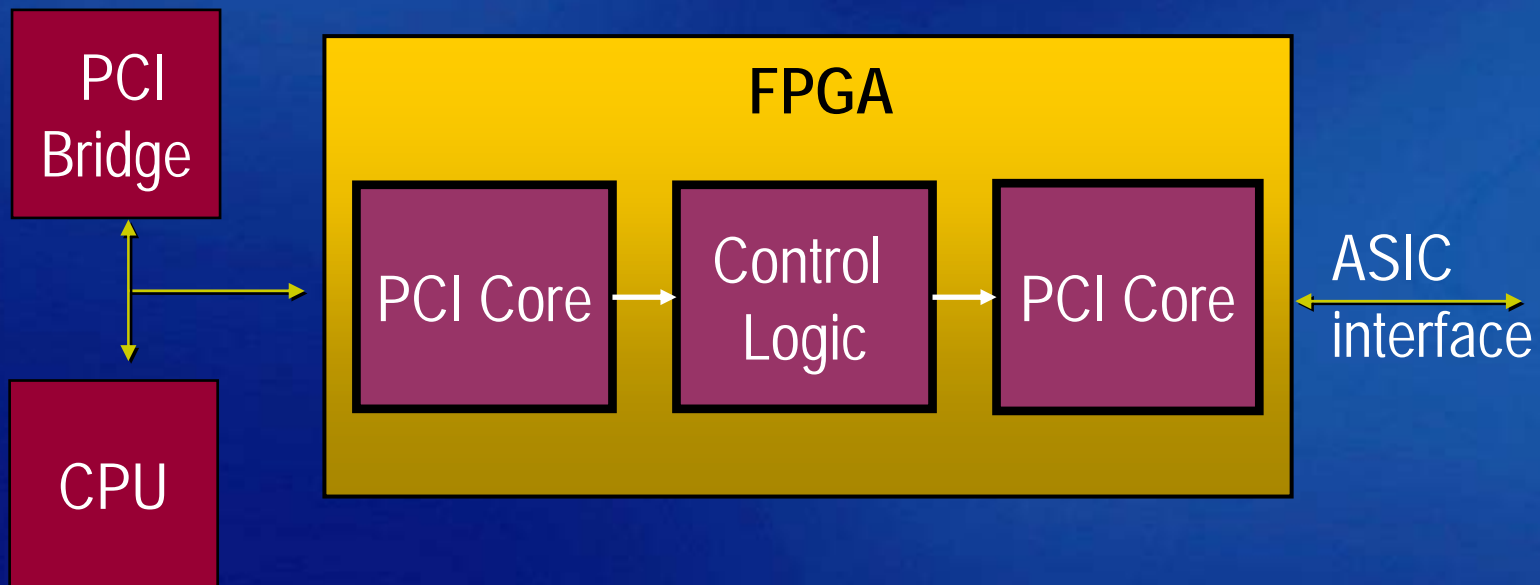 PCI
Bridge
CPU
FPGA
PCI Core
Control
Logic
PCI Core
ASIC
interface